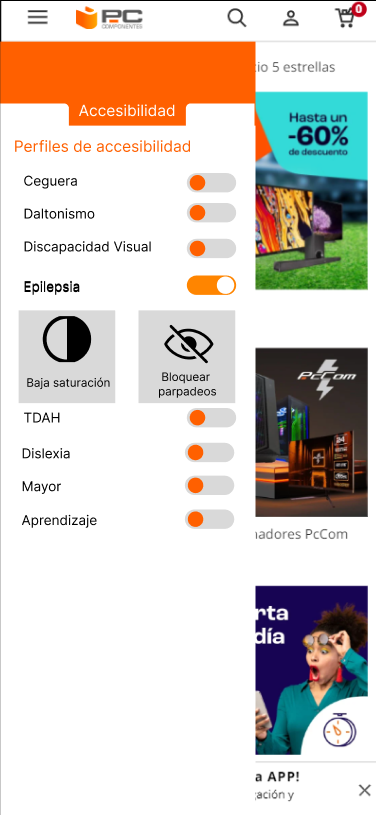 PC
COMPONENTES
0
cio 5 estrellas
Accesibilidad
Hasta un
-60%
de descuento
Perfiles de accesibilidad
Ceguera
Daltonismo
Discapacidad Visual
Epilepsia
Baja saturación
Bloquear
parpadeos
PcCom
TDAH
Dislexia
Mayor
Aprendizaje
nadores PcCom
rta
día
a APP!
gación y